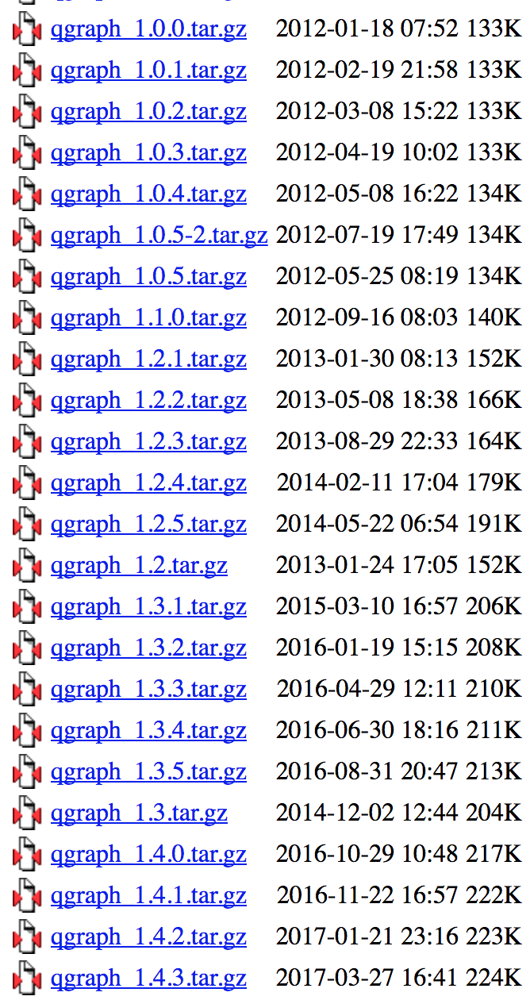 qgraph_1.0.0.tar.gz 2012-01-18 07:52 133K
qgraph_1.0.1.tar.gz 2012-02-19 21:58 133K
qgraph_1.0.2.tar.gz 2012-03-08 15:22 133K
qgraph_1.0.3.tar.gz 2012-04-19 10:02 133K
qgraph_1.0.4.tar.gz 2012-05-08 16:22 134K
qgraph_1.0.5-2.tar.gz 2012-07-19 17:49 134K
qgraph_1.0.5.tar.gz 2012-05-25 08:19 134K
qgraph_1.1.0.tar.gz 2012-09-16 08:03 140K
qgraph_1.2.1.tar.gz 2013-01-30 08:13 152K
qgraph_1.2.2.tar.gz 2013-05-08 18:38 166K
qgraph_1.2.3.tar.gz 2013-08-29 22:33 164K
qgraph_1.2.4.tar.gz 2014-02-11 17:04 179K
qgraph_1.2.5.tar.gz 2014-05-22 06:54 191K
qgraph_1.2.tar.gz 2013-01-24 17:05 152K
qgraph_1.3.1.tar.gz 2015-03-10 16:57 206K
qgraph_1.3.2.tar.gz 2016-01-19 15:15 208K
qgraph_1.3.3.tar.gz 2016-04-29 12:11 210K
qgraph_1.3.4.tar.gz 2016-06-30 18:16 211K
qgraph_1.3.5.tar.gz 2016-08-31 20:47 213K
qgraph_1.3.tar.gz 2014-12-02 12:44 204K
qgraph_1.4.0.tar.gz 2016-10-29 10:48 217K
qgraph_1.4.1.tar.gz 2016-11-22 16:57 222K
qgraph_1.4.2.tar.gz 2017-01-21 23:16 223K
qgraph_1.4.3.tar.gz 2017-03-27 16:41 224K